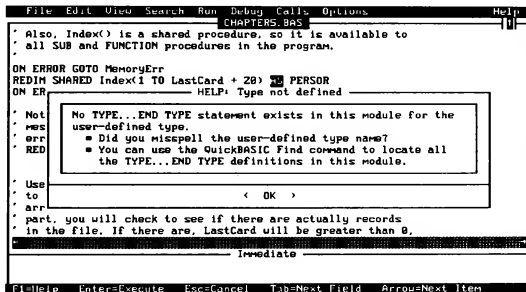 File Edit View Search Run Debug Calls Options Help
CHAPTER5.BAS
' Also, Index() is a shared procedure, so it is available to
' all SUB and FUNCTION procedures in the program.
'
ON ERROR GOTO MemoryErr
REDIM SHARED Index(1 TO LastCard + 20) AS PERSOR
ON ER
HELP: Type not defined
' Not
' mes
' err
' RED
No TYPE...END TYPE statement exists in this module for the
user-defined type.
■ Did you misspell the user-defined type name?
■ You can use the QuickBASIC Find command to locate all
the TYPE...END TYPE definitions in this module.
' Use
' to
' arr
< OK >
' part, you will check to see if there are actually records
' in the file. If there are, LastCard will be greater than 0,
Immediate
F1=Help Enter=Execute Esc=Cancel Tab=Next Field Arrow=Next Item